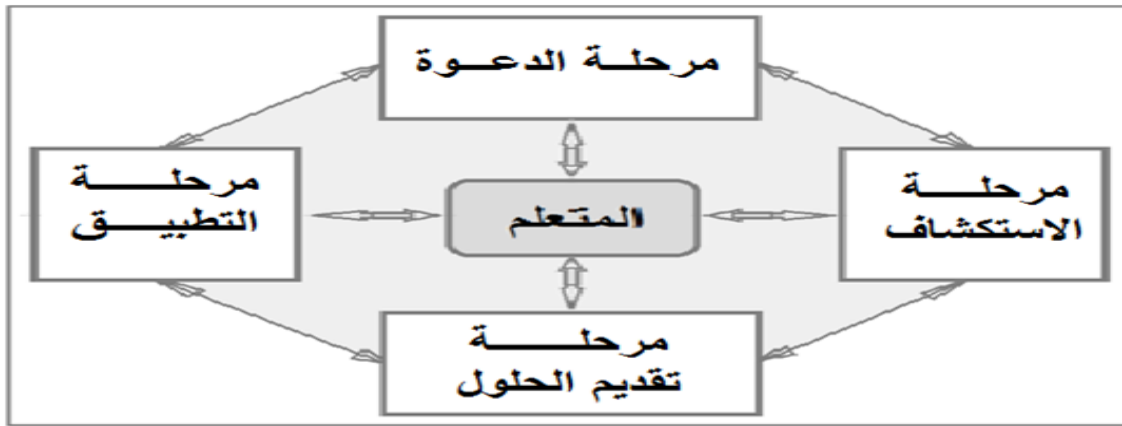 مرحلة الدعوة
مرحلة
الاستكشاف
المتعلم
مرحلة
التطبيق
مرحلة
تقديم الحلول